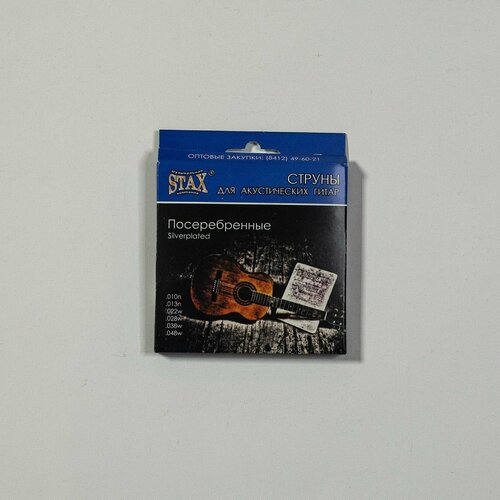 ОПТОВЫЕ ЗАКУПКИ: (8412) 49-60-21
STAX®
СТРУНЫ
ДЛЯ АКУСТИЧЕСКИХ ГИТАР
Посеребренные
Silverplated
.010n
.013n
.022w
.028w
.038w
.048w